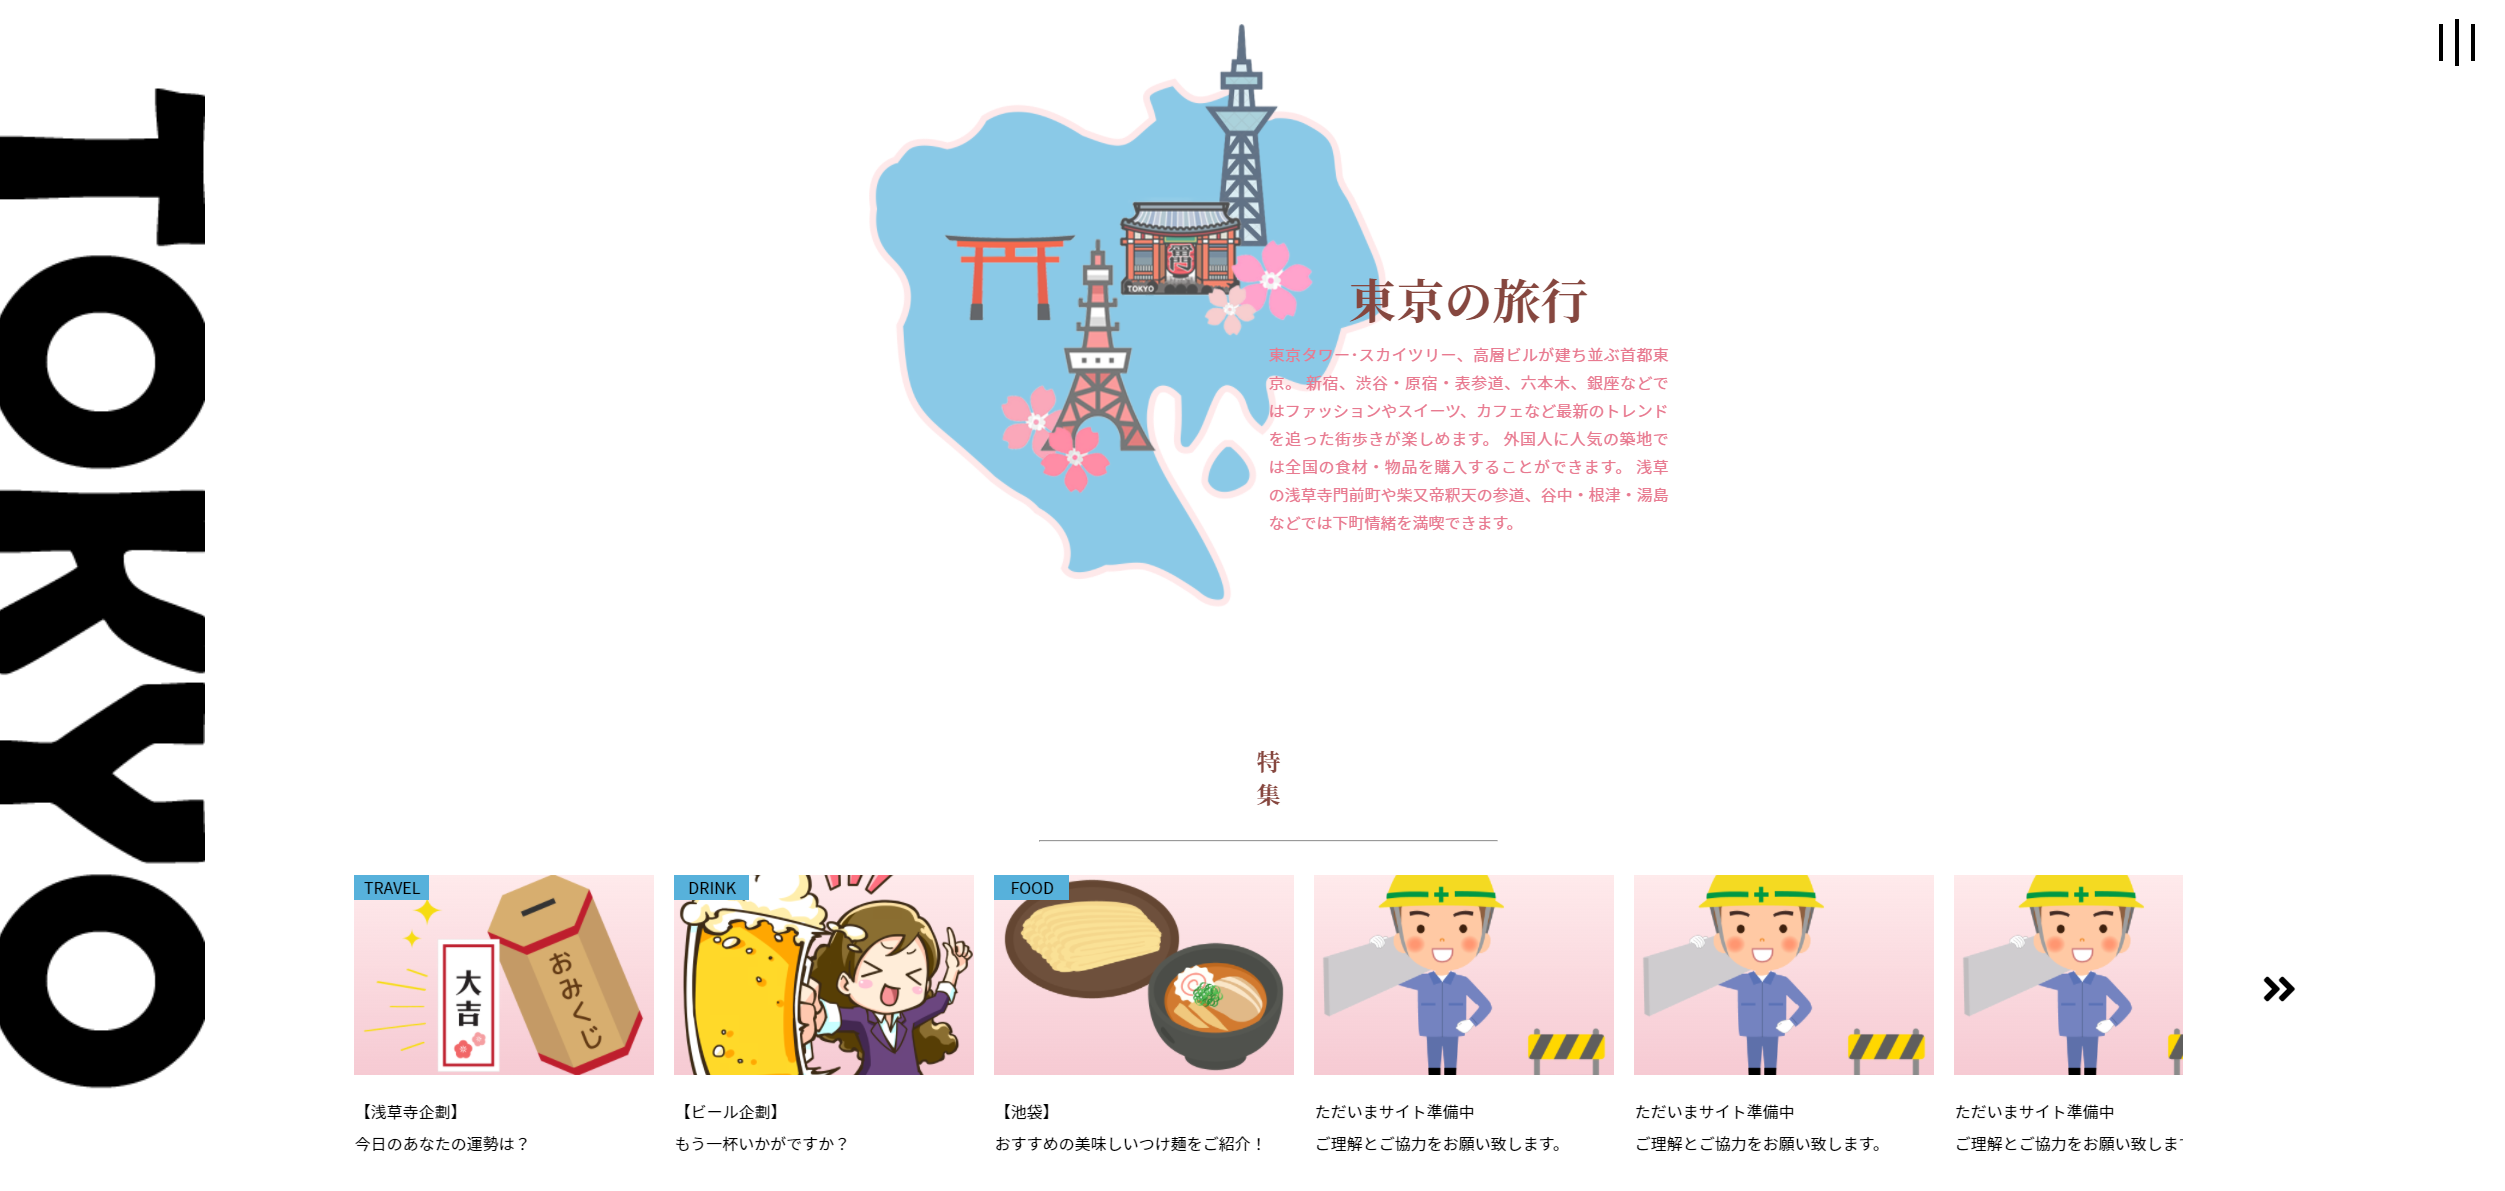 TOKYO
TOKYO
東京の旅行
東京タワー・スカイツリー、高層ビルが建ち並ぶ首都東
京。 新宿、渋谷・原宿・表参道、六本木、銀座などで
はファッションやスイーツ、カフェなど最新のトレンド
を追った街歩きが楽しめます。 外国人に人気の築地で
は全国の食材・物品を購入することができます。 浅草
の浅草寺門前町や柴又帝釈天の参道、谷中・根津・湯島
などでは下町情緒を満喫できます。
特
集
TRAVEL
大吉
おみくじ
DRINK
FOOD
【浅草寺企劃】
今日のあなたの運勢は？
【ビール企劃】
もう一杯いかがですか？
【池袋】
おすすめの美味しいつけ麺をご紹介！
ただいまサイト準備中
ご理解とご協力をお願い致します。
ただいまサイト準備中
ご理解とご協力をお願い致します。
ただいまサイト準備中
ご理解とご協力をお願い致しま